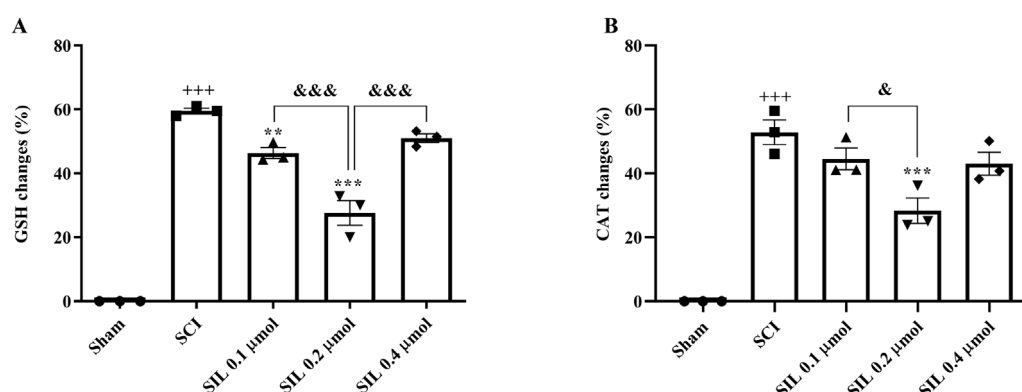 A
GSH changes (%)
80
60
40
20
0
+++
**
***
&&&
&&&
Sham
SCI
SIL 0.1 µmol
SIL 0.2 µmol
SIL 0.4 µmol
B
CAT changes (%)
80
60
40
20
0
+++
***
&
Sham
SCI
SIL 0.1 µmol
SIL 0.2 µmol
SIL 0.4 µmol